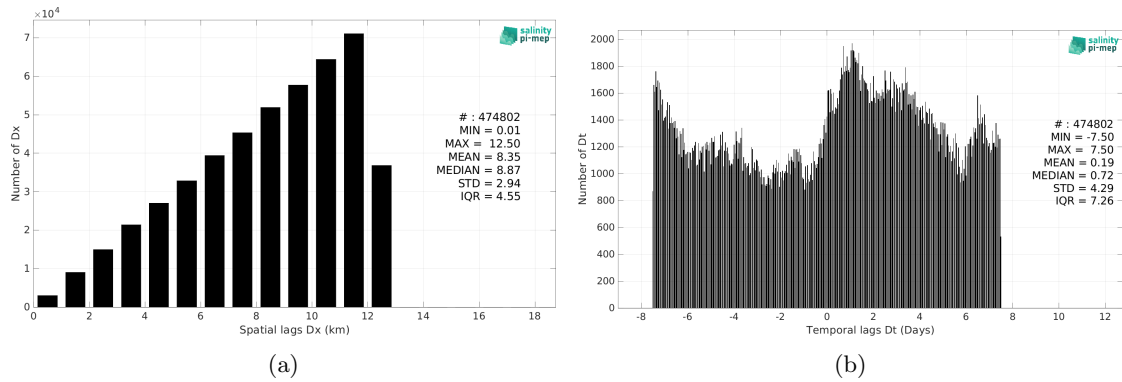 ×10⁴
7
6
5
4
3
2
1
0
Number of Dx
0 2 4 6 8 10 12 14 16 18
Spatial lags Dx (km)
salinity
pi-mep
# : 474802
MIN = 0.01
MAX = 12.50
MEAN = 8.35
MEDIAN = 8.87
STD = 2.94
IQR = 4.55
(a)
2000
1800
1600
1400
1200
1000
800
600
400
200
0
Number of Dt
-8 -6 -4 -2 0 2 4 6 8 10 12
Temporal lags Dt (Days)
salinity
pi-mep
# : 474802
MIN = -7.50
MAX = 7.50
MEAN = 0.19
MEDIAN = 0.72
STD = 4.29
IQR = 7.26
(b)